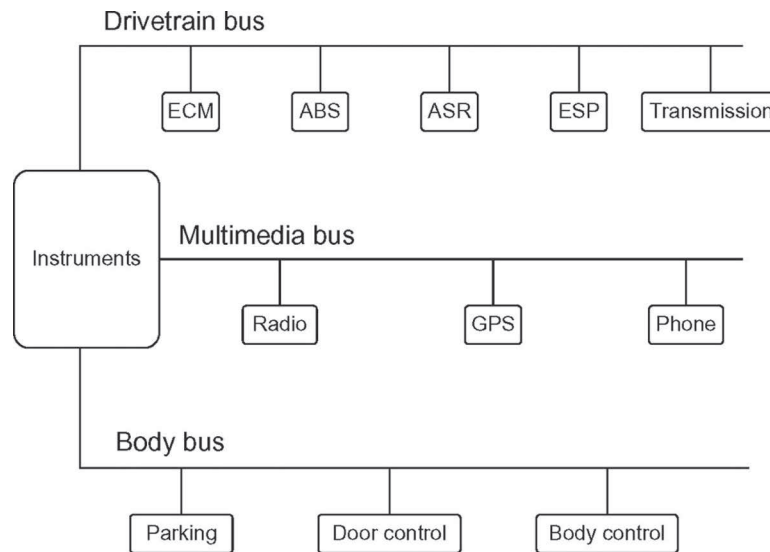 Drivetrain bus
ECM
ABS
ASR
ESP
Transmission
Instruments
Multimedia bus
Radio
GPS
Phone
Body bus
Parking
Door control
Body control